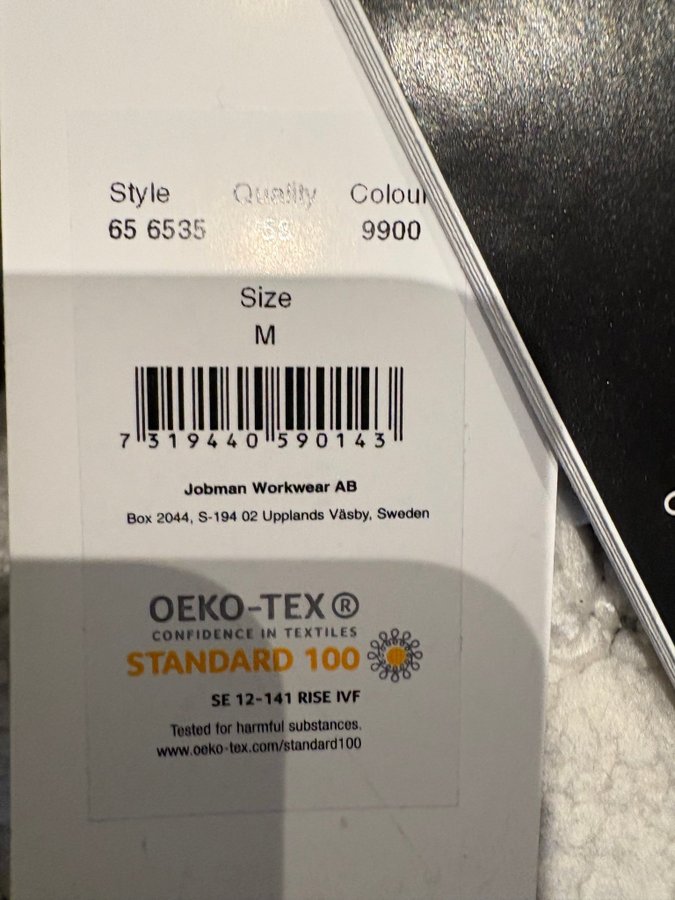 Style Quality Colour
65 6535 9900
Size
M
7 319440 590143
Jobman Workwear AB
Box 2044, S-194 02 Upplands Väsby, Sweden
OEKO-TEX®
CONFIDENCE IN TEXTILES
STANDARD 100
SE 12-141 RISE IVF
Tested for harmful substances.
www.oeko-tex.com/standard100